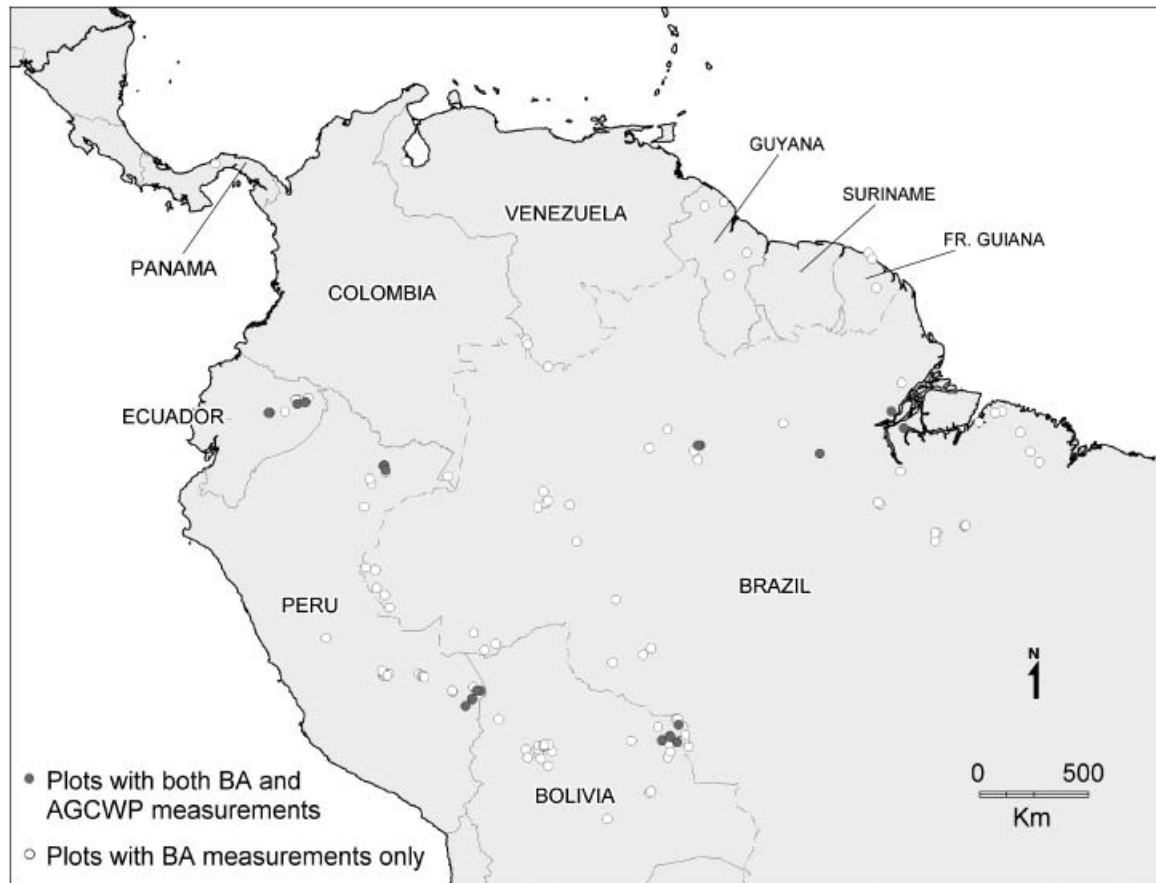 GUYANA
SURINAME
VENEZUELA
FR. GUIANA
PANAMA
COLOMBIA
ECUADOR
BRAZIL
PERU
N
BOLIVIA
Plots with both BA and
AGCWP measurements
Plots with BA measurements only
0 500
Km